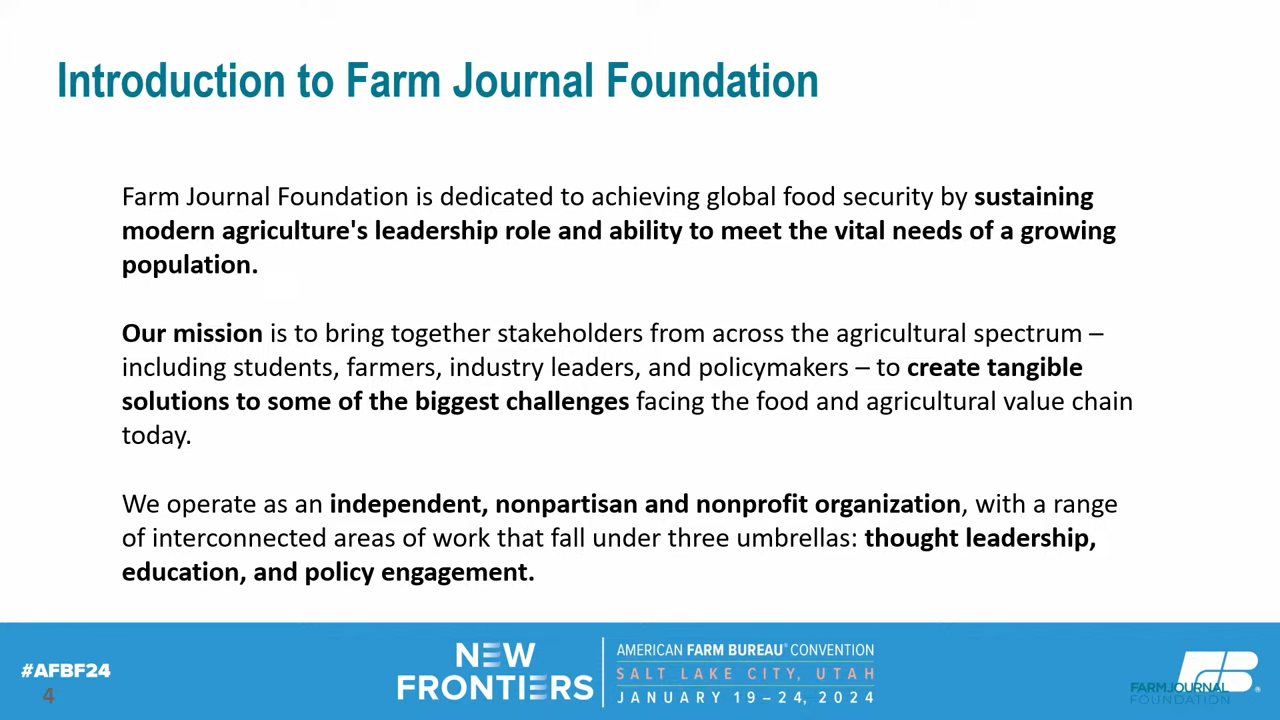 Introduction to Farm Journal Foundation
Farm Journal Foundation is dedicated to achieving global food security by sustaining
modern agriculture's leadership role and ability to meet the vital needs of a growing
population.
Our mission is to bring together stakeholders from across the agricultural spectrum –
including students, farmers, industry leaders, and policymakers – to create tangible
solutions to some of the biggest challenges facing the food and agricultural value chain
today.
We operate as an independent, nonpartisan and nonprofit organization, with a range
of interconnected areas of work that fall under three umbrellas: thought leadership,
education, and policy engagement.
#AFBF24
4
NEW
FRONTIERS
AMERICAN FARM BUREAU® CONVENTION
SALT LAKE CITY, UTAH
JANUARY 19–24, 2024
FB®
FARMJOURNAL
FOUNDATION